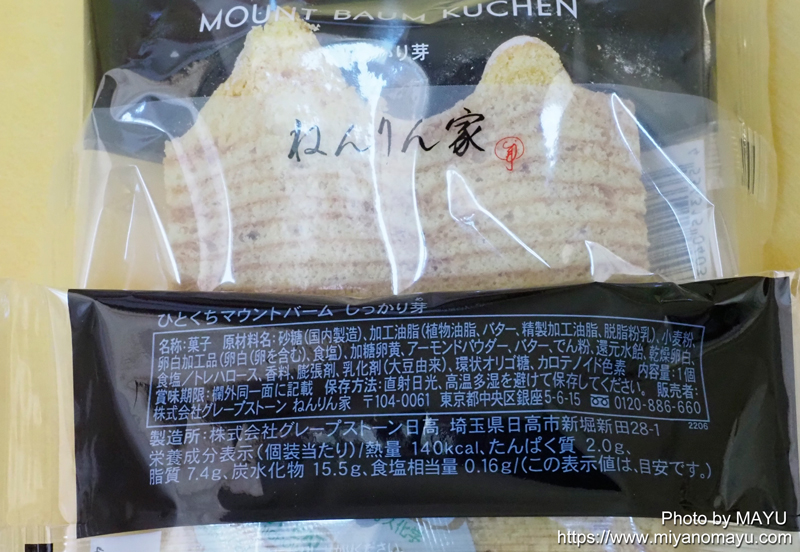 MOUNT BAUM KUCHEN
り芽
ねんりん家
ひとくちマウントバーム しっかり芽
名称:菓子 原材料名:砂糖(国内製造)、加工油脂(植物油脂、バター、精製加工油脂、脱脂粉乳)、小麦粉、
卵白加工品(卵白(卵を含む)、食塩)、加糖卵黄、アーモンドパウダー、バター、でん粉、還元水飴、乾燥卵白、
食塩/トレハロース、香料、膨張剤、乳化剤(大豆由来)、環状オリゴ糖、カロテノイド色素 内容量:1個
賞味期限:欄外同一面に記載 保存方法:直射日光、高温多湿を避けて保存してください。 販売者:
株式会社グレープストーン ねんりん家 〒104-0061 東京都中央区銀座5-6-15 0120-886-660
2206
製造所:株式会社グレープストーン日高 埼玉県日高市新堀新田28-1
栄養成分表示(個装当たり)/熱量 140kcal、たんぱく質 2.0g、
脂質 7.4g、炭水化物 15.5g、食塩相当量 0.16g/(この表示値は、目安です。)
Photo by MAYU
https://www.miyanomayu.com